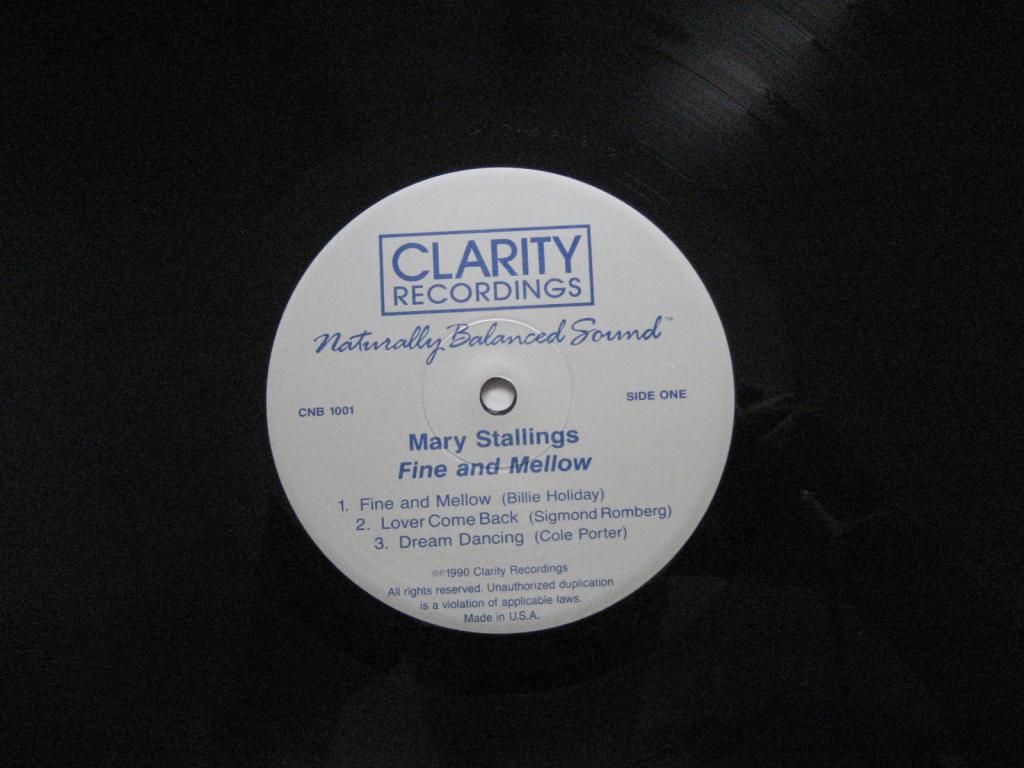 CLARITY
RECORDINGS
Naturally Balanced Sound™
CNB 1001
SIDE ONE
Mary Stallings
Fine and Mellow
1. Fine and Mellow (Billie Holiday)
2. Lover Come Back (Sigmond Romberg)
3. Dream Dancing (Cole Porter)
©℗1990 Clarity Recordings
All rights reserved. Unauthorized duplication
is a violation of applicable laws.
Made in U.S.A.